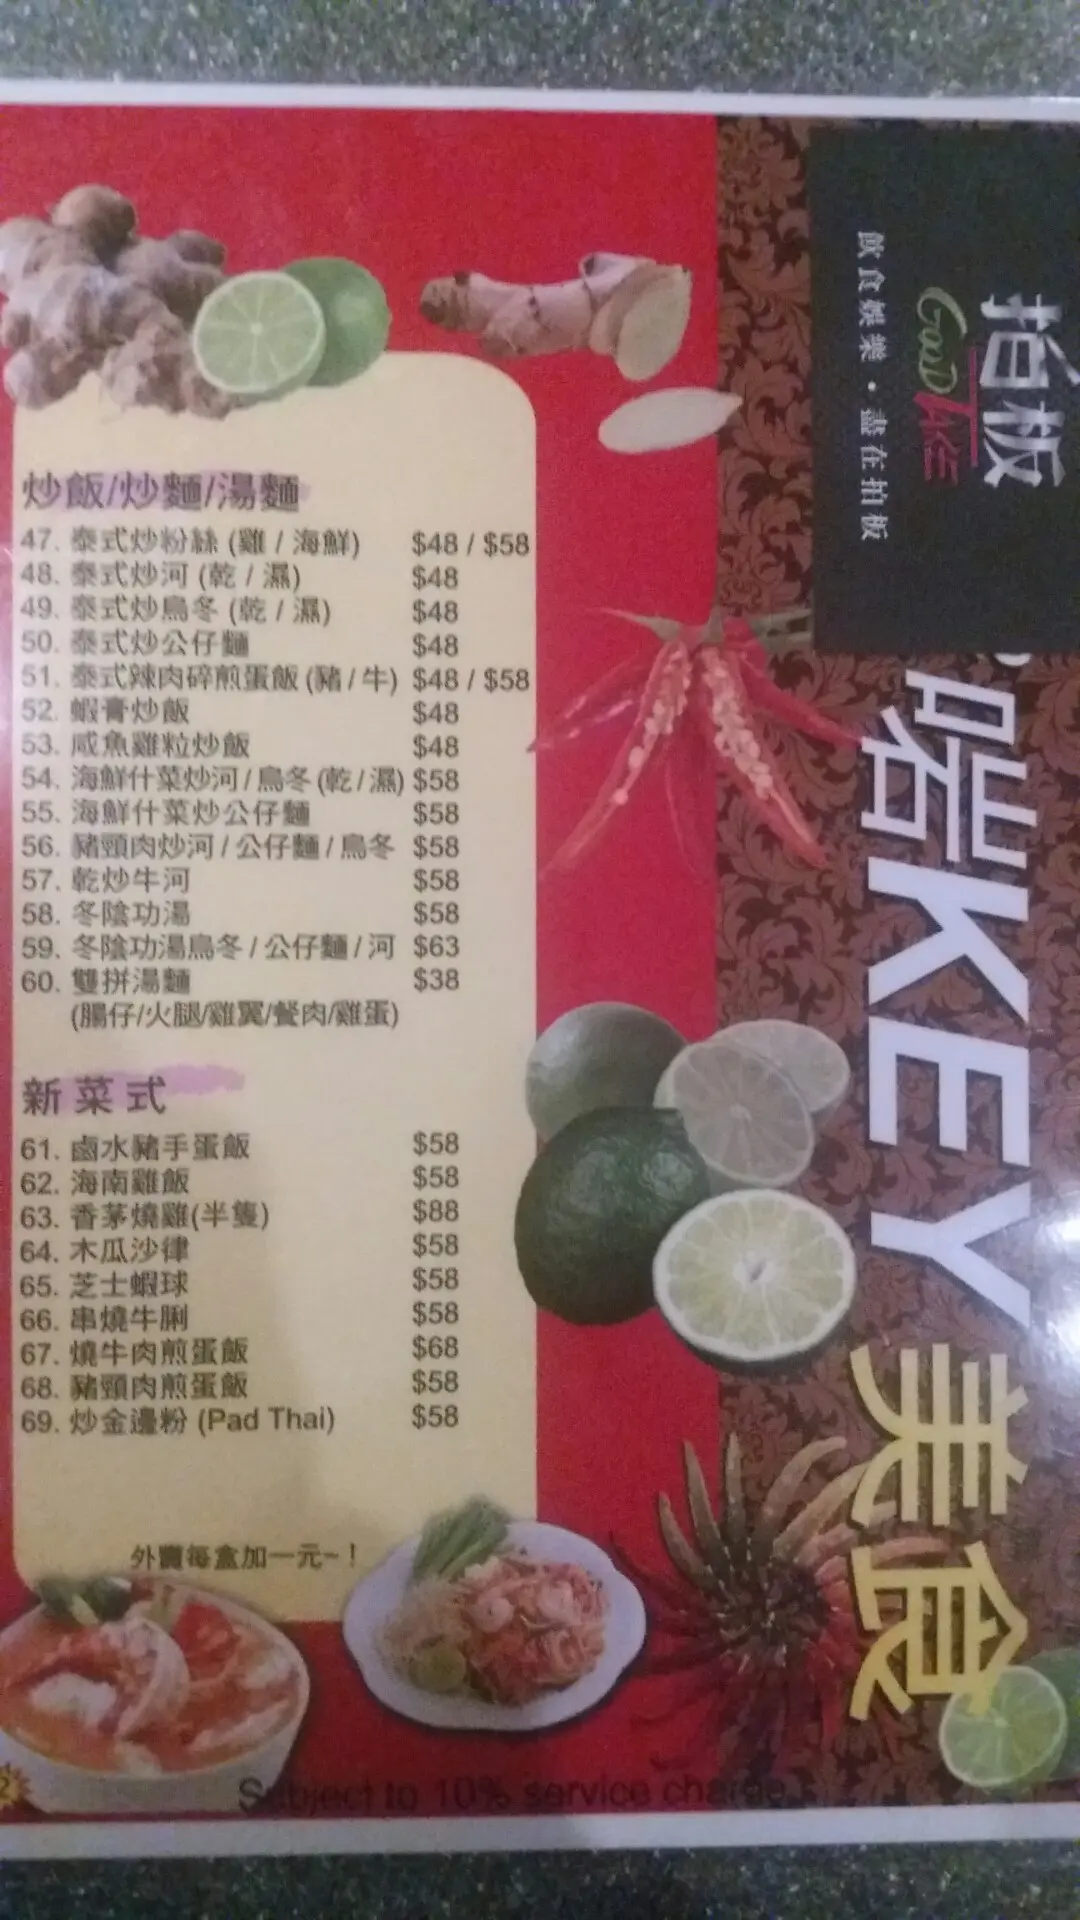 炒飯/炒麵/湯麵
47. 泰式炒粉絲 (雞 / 海鮮) $48 / $58
48. 泰式炒河 (乾 / 濕) $48
49. 泰式炒烏冬 (乾 / 濕) $48
50. 泰式炒公仔麵 $48
51. 泰式辣肉碎煎蛋飯 (豬 / 牛) $48 / $58
52. 蝦膏炒飯 $48
53. 咸魚雞粒炒飯 $48
54. 海鮮什菜炒河 / 烏冬 (乾 / 濕) $58
55. 海鮮什菜炒公仔麵 $58
56. 豬頸肉炒河 / 公仔麵 / 烏冬 $58
57. 乾炒牛河 $58
58. 冬陰功湯 $58
59. 冬陰功湯烏冬 / 公仔麵 / 河 $63
60. 雙拼湯麵 $38
(腸仔/火腿/雞翼/餐肉/雞蛋)
新菜式
61. 鹵水豬手蛋飯 $58
62. 海南雞飯 $58
63. 香茅燒雞(半隻) $88
64. 木瓜沙律 $58
65. 芝士蝦球 $58
66. 串燒牛脷 $58
67. 燒牛肉煎蛋飯 $68
68. 豬頸肉煎蛋飯 $58
69. 炒金邊粉 (Pad Thai) $58
外賣每盒加一元~！
Subject to 10% service charge
拍板
GOOD TAKE
飲食娛樂・盡在拍板
喏KEY美食
2